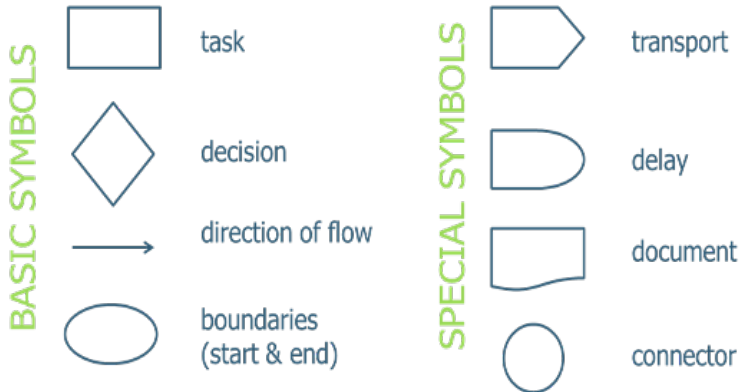 BASIC SYMBOLS
task
decision
direction of flow
boundaries
(start & end)
SPECIAL SYMBOLS
transport
delay
document
connector